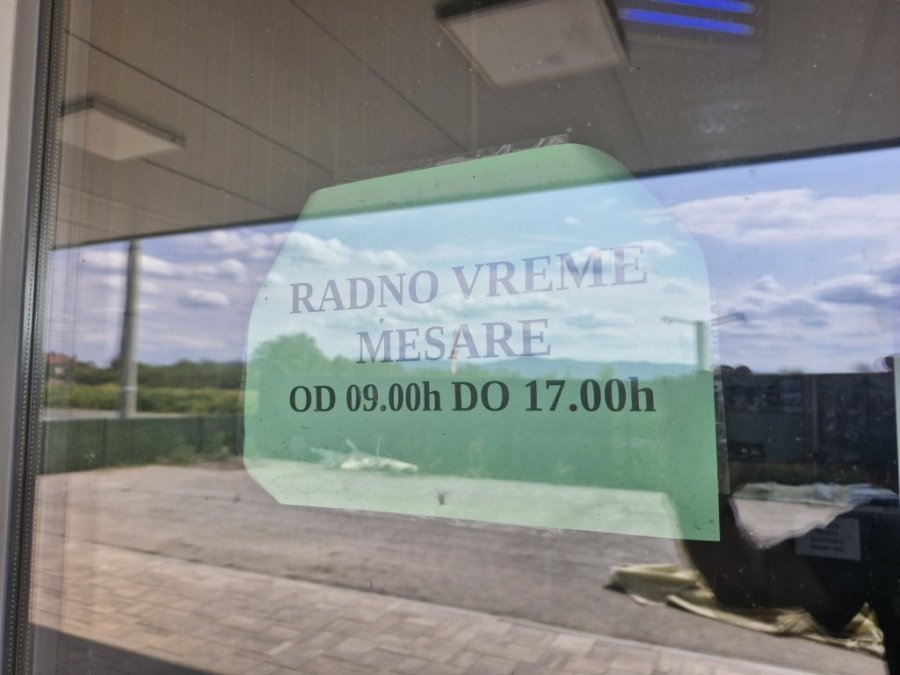 RADNO VREME
MESARE
OD 09.00h DO 17.00h